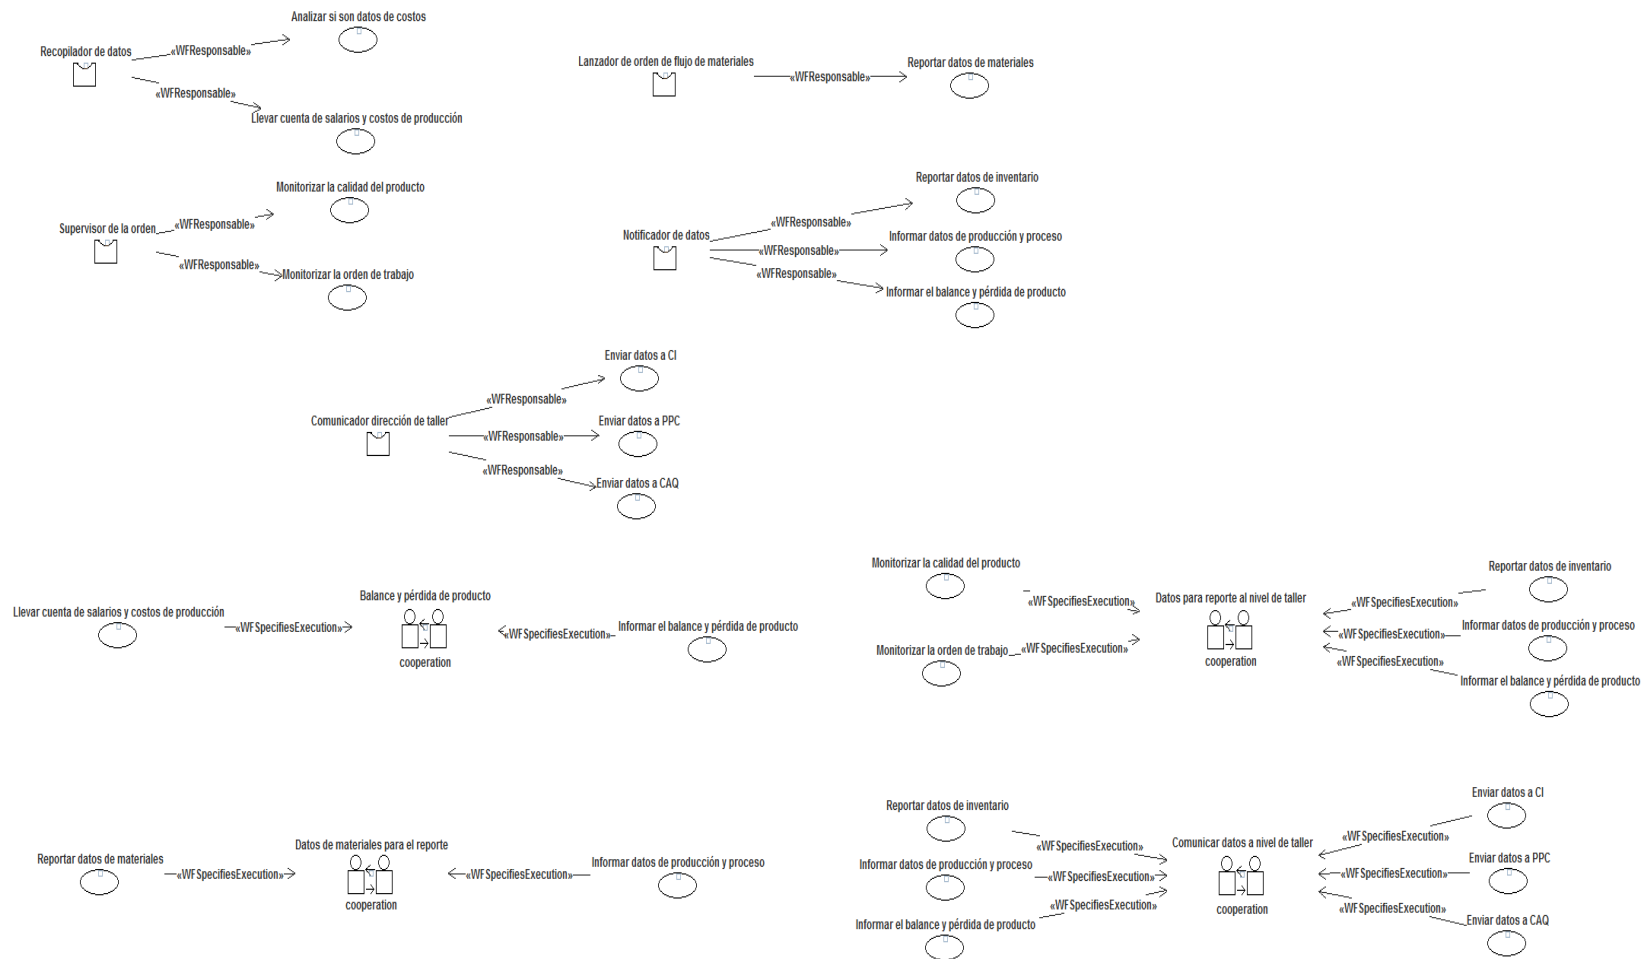 Analizar si son datos de costos
Recopilador de datos
«WFResponsable»
«WFResponsable»
Llevar cuenta de salarios y costos de producción
Lanzador de orden de flujo de materiales
«WFResponsable»
Reportar datos de materiales
Monitorizar la calidad del producto
Supervisor de la orden
«WFResponsable»
«WFResponsable»
Monitorizar la orden de trabajo
Reportar datos de inventario
Notificador de datos
«WFResponsable»
«WFResponsable»
«WFResponsable»
Informar datos de producción y proceso
Informar el balance y pérdida de producto
Enviar datos a CI
«WFResponsable»
Comunicador dirección de taller
«WFResponsable»
Enviar datos a PPC
«WFResponsable»
Enviar datos a CAQ
Llevar cuenta de salarios y costos de producción
«WFSpecifiesExecution»
Balance y pérdida de producto
cooperation
«WFSpecifiesExecution»
Informar el balance y pérdida de producto
Monitorizar la calidad del producto
«WFSpecifiesExecution»
Monitorizar la orden de trabajo
«WFSpecifiesExecution»
Datos para reporte al nivel de taller
cooperation
Reportar datos de inventario
«WFSpecifiesExecution»
Informar datos de producción y proceso
«WFSpecifiesExecution»
«WFSpecifiesExecution»
Informar el balance y pérdida de producto
Reportar datos de materiales
«WFSpecifiesExecution»
Datos de materiales para el reporte
cooperation
«WFSpecifiesExecution»
Informar datos de producción y proceso
Reportar datos de inventario
«WFSpecifiesExecution»
Informar datos de producción y proceso
«WFSpecifiesExecution»
«WFSpecifiesExecution»
Informar el balance y pérdida de producto
Comunicar datos a nivel de taller
cooperation
Enviar datos a CI
«WFSpecifiesExecution»
Enviar datos a PPC
«WFSpecifiesExecution»
«WFSpecifiesExecution»
Enviar datos a CAQ